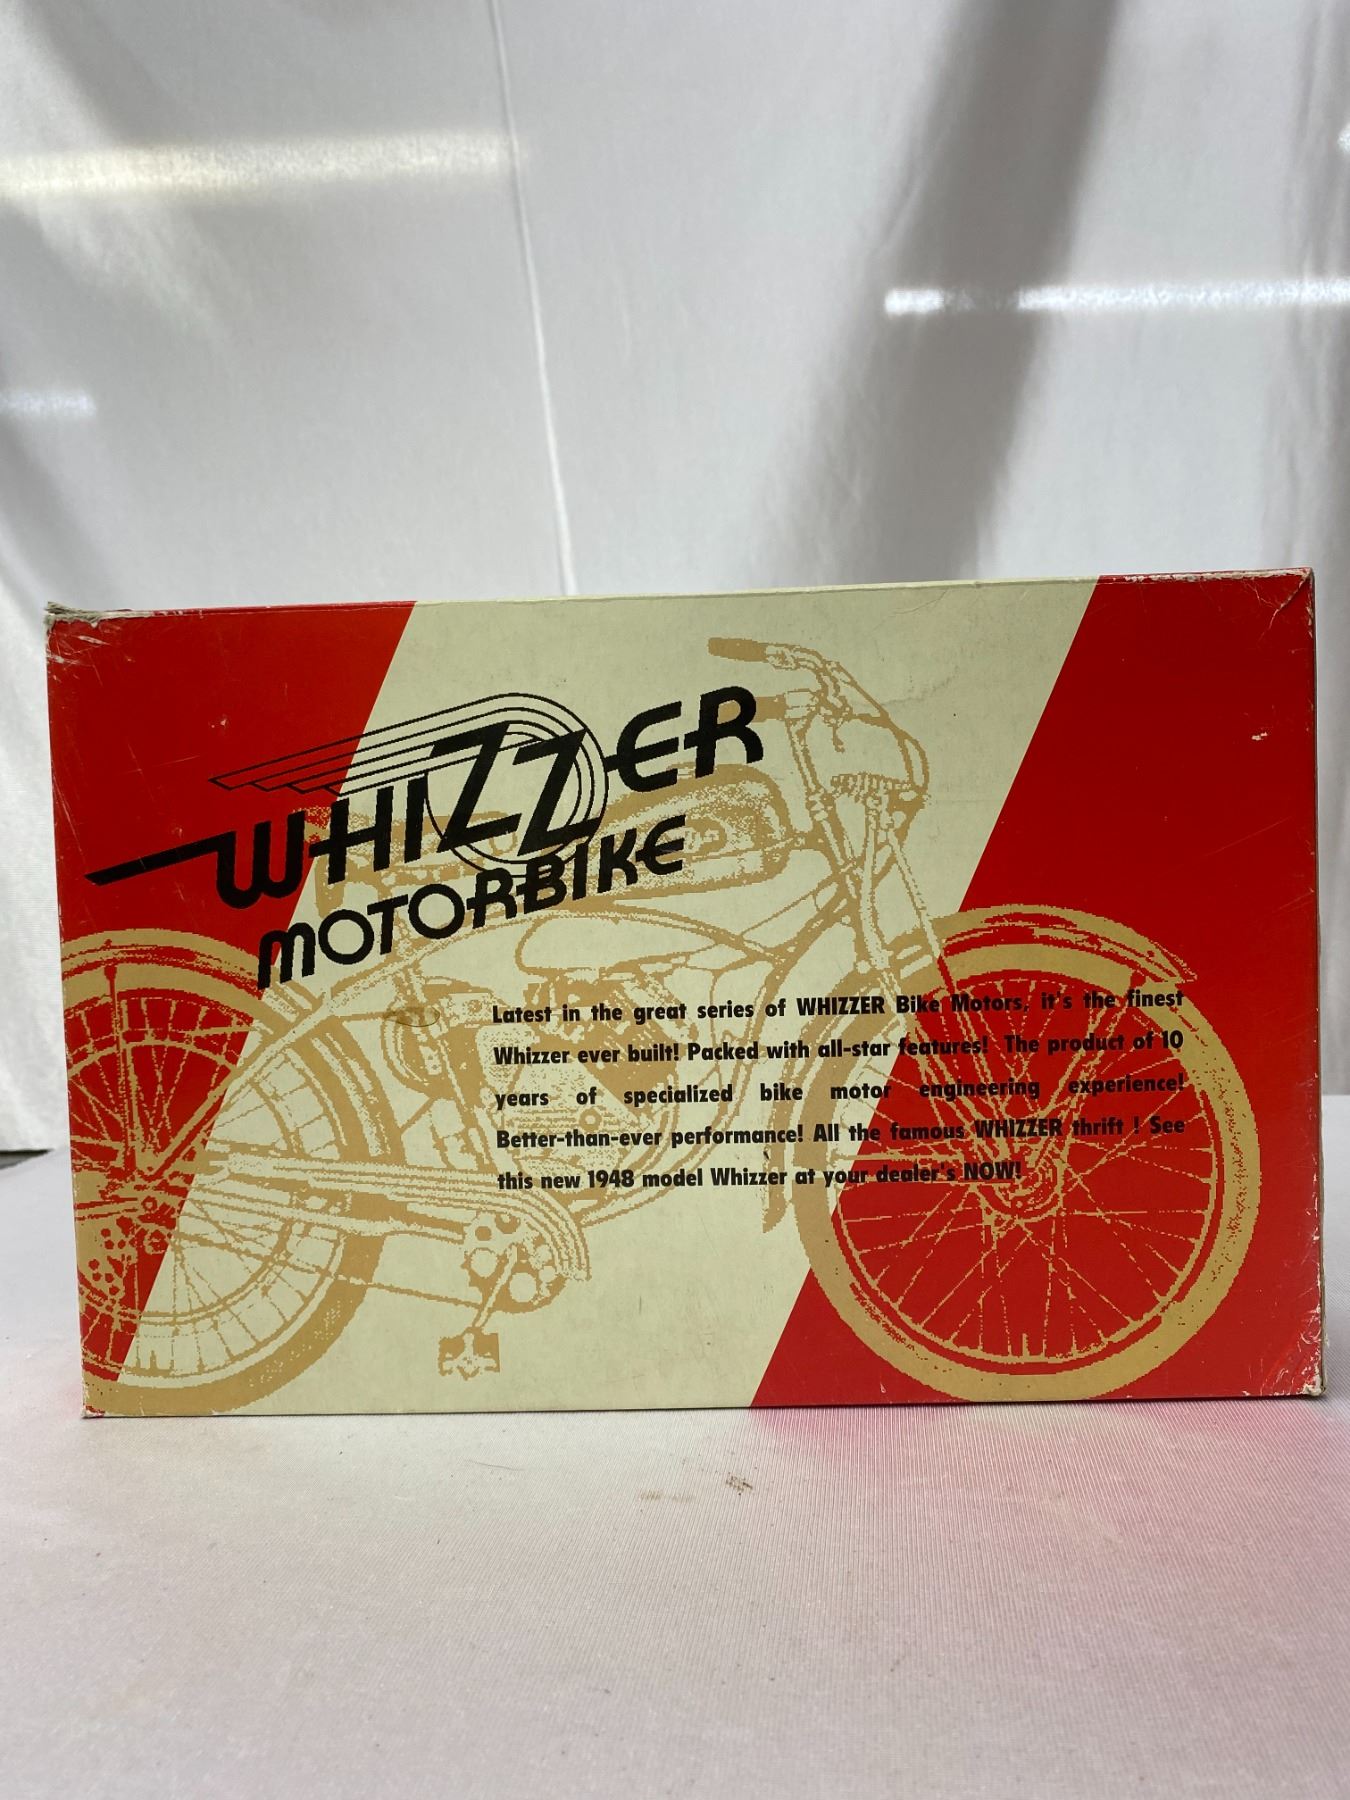 WHIZZER
MOTORBIKE
Latest in the great series of WHIZZER Bike Motors, it's the finest
Whizzer ever built! Packed with all-star features! The product of 10
years of specialized bike motor engineering experience!
Better-than-ever performance! All the famous WHIZZER thrift ! See
this new 1948 model Whizzer at your dealer's NOW!